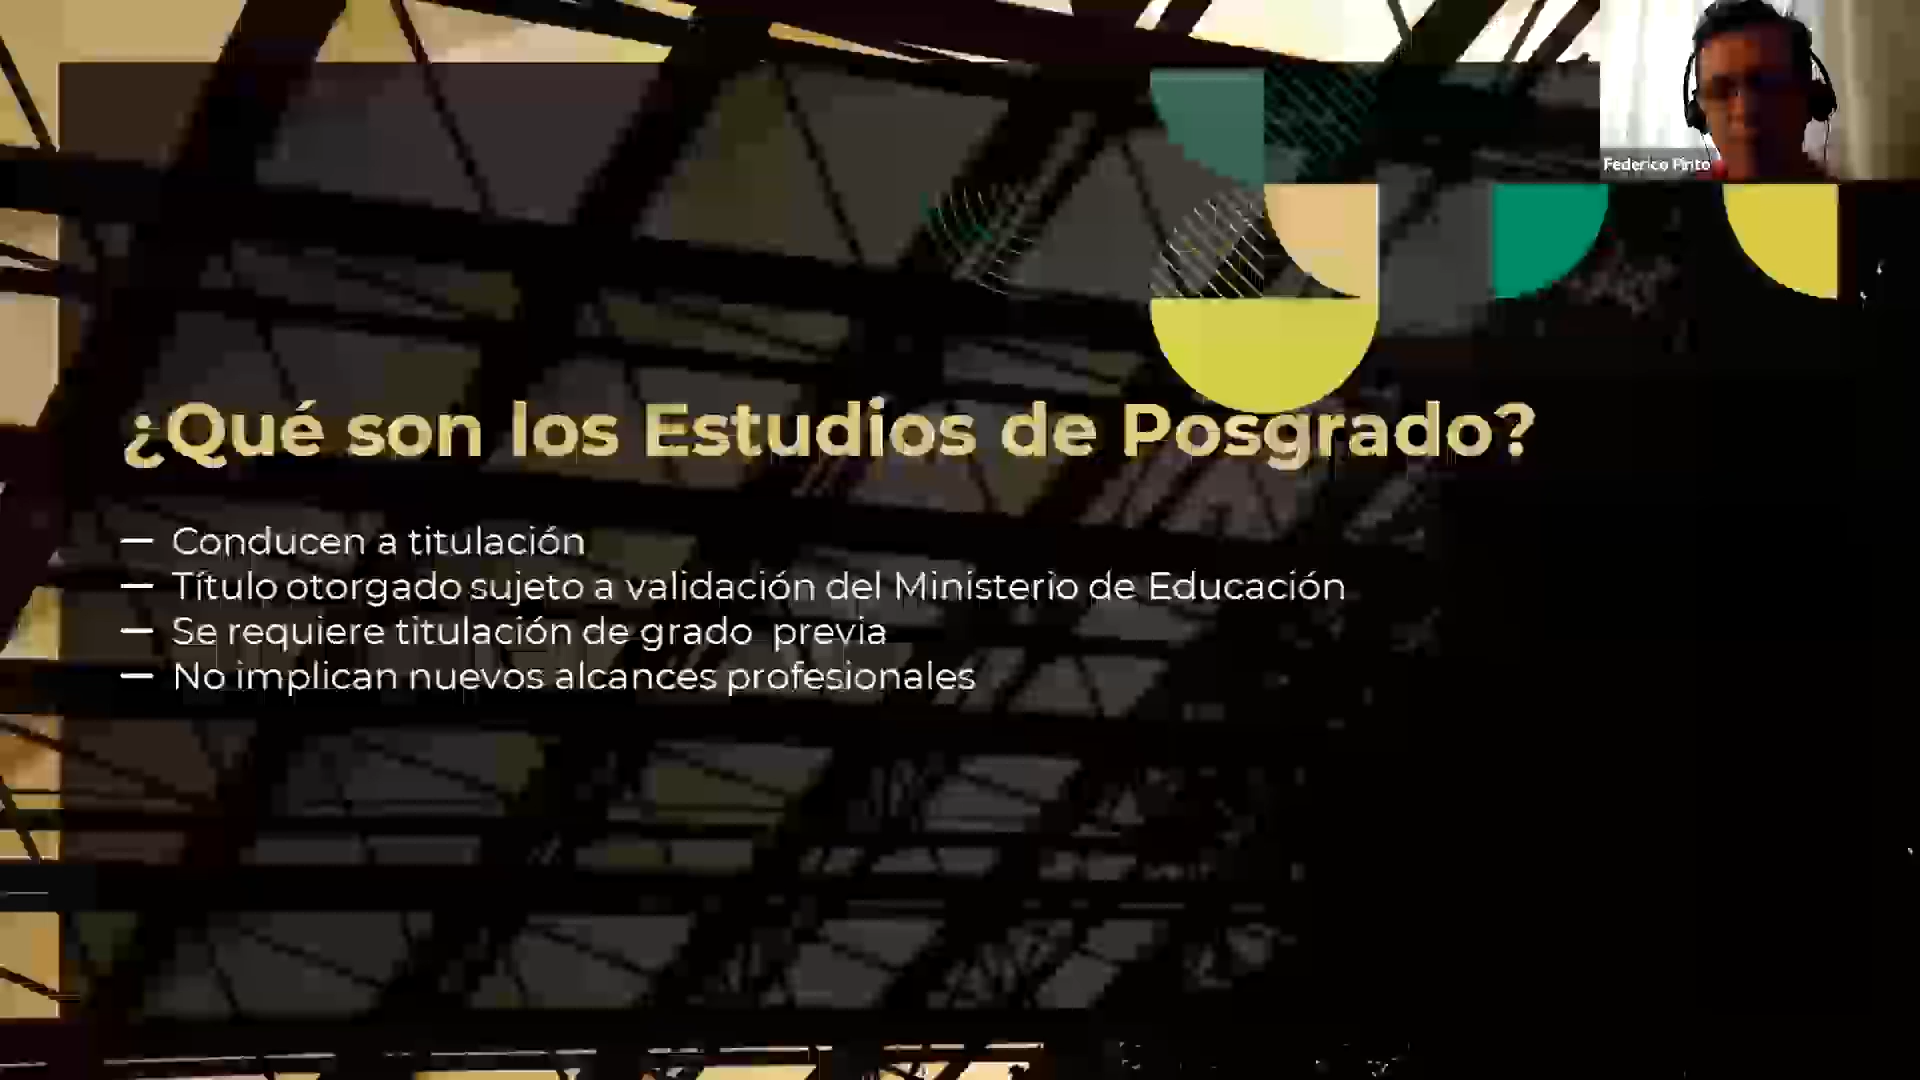 Federico Pinto
¿Qué son los Estudios de Posgrado?
— Conducen a titulación
— Título otorgado sujeto a validación del Ministerio de Educación
— Se requiere titulación de grado  previa
— No implican nuevos alcances profesionales